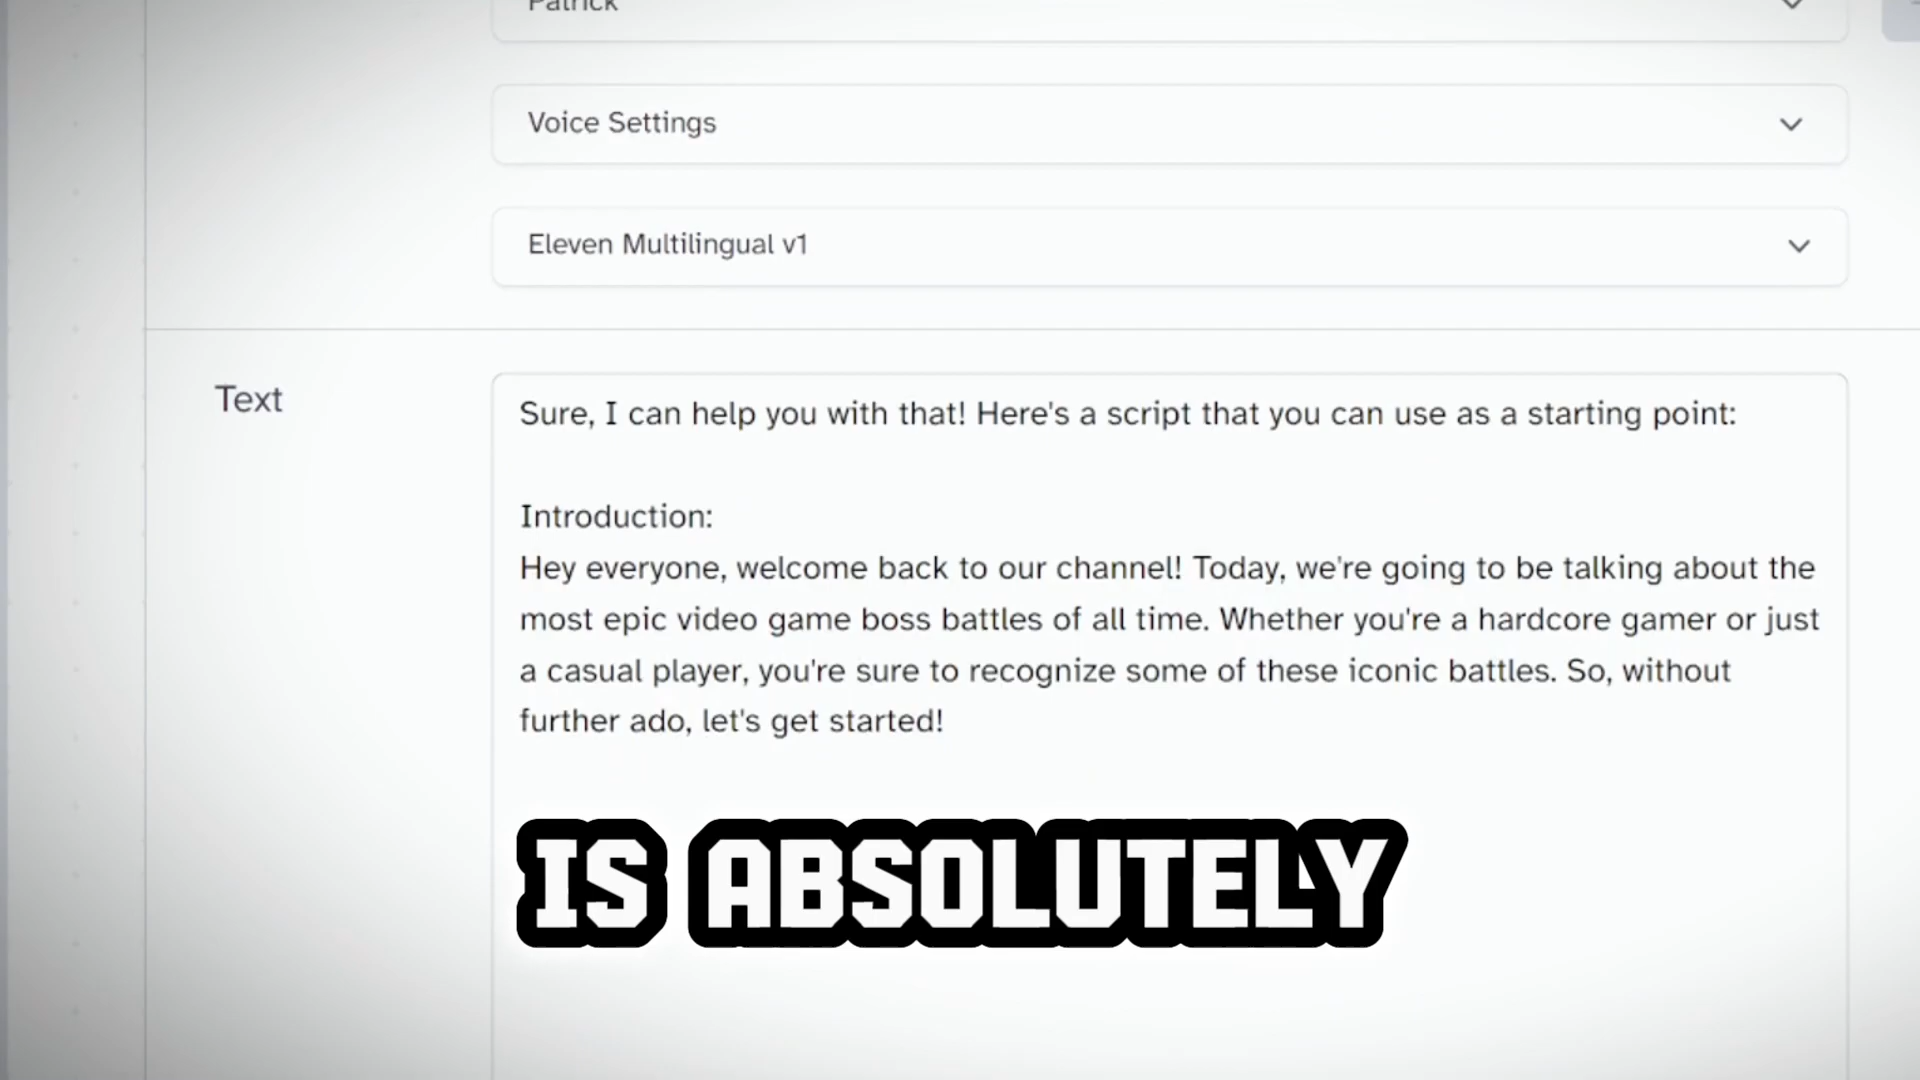 Patrick
Voice Settings
Eleven Multilingual v1
Text
Sure, I can help you with that! Here's a script that you can use as a starting point:
Introduction:
Hey everyone, welcome back to our channel! Today, we're going to be talking about the
most epic video game boss battles of all time. Whether you're a hardcore gamer or just
a casual player, you're sure to recognize some of these iconic battles. So, without
further ado, let's get started!
IS ABSOLUTELY